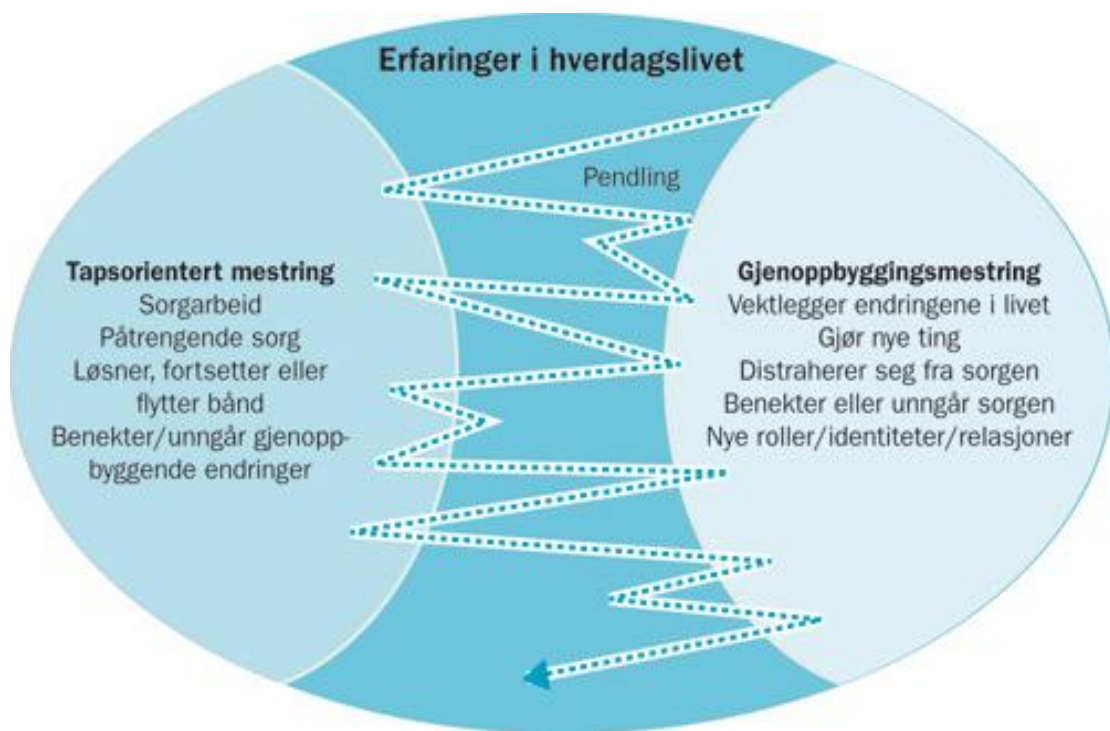 Erfaringer i hverdagslivet
Pendling
Tapsorientert mestring
Sorgarbeid
Påtrengende sorg
Løsner, fortsetter eller
flytter bånd
Benekter/unngår gjenopp-
byggende endringer
Gjenoppbyggingsmestring
Vektlegger endringene i livet
Gjør nye ting
Distraherer seg fra sorgen
Benekter eller unngår sorgen
Nye roller/identiteter/relasjoner